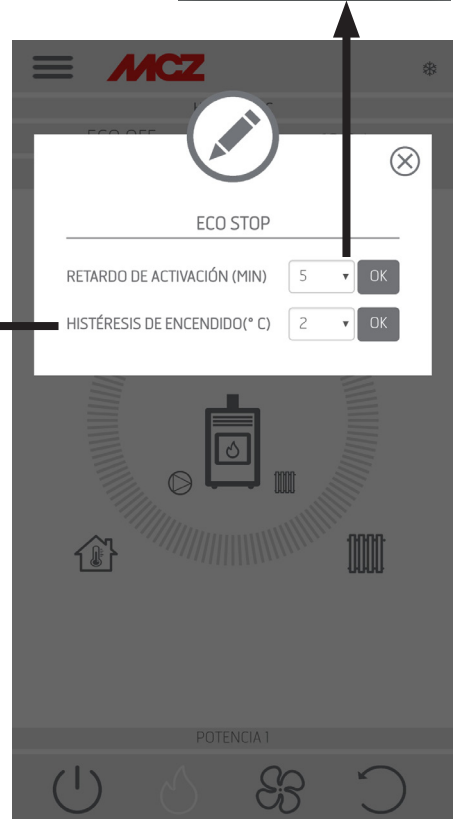 MCZ
ECO STOP
RETARDO DE ACTIVACIÓN (MIN) 5 OK
HISTÉRESIS DE ENCENDIDO(° C) 2 OK
POTENCIA 1